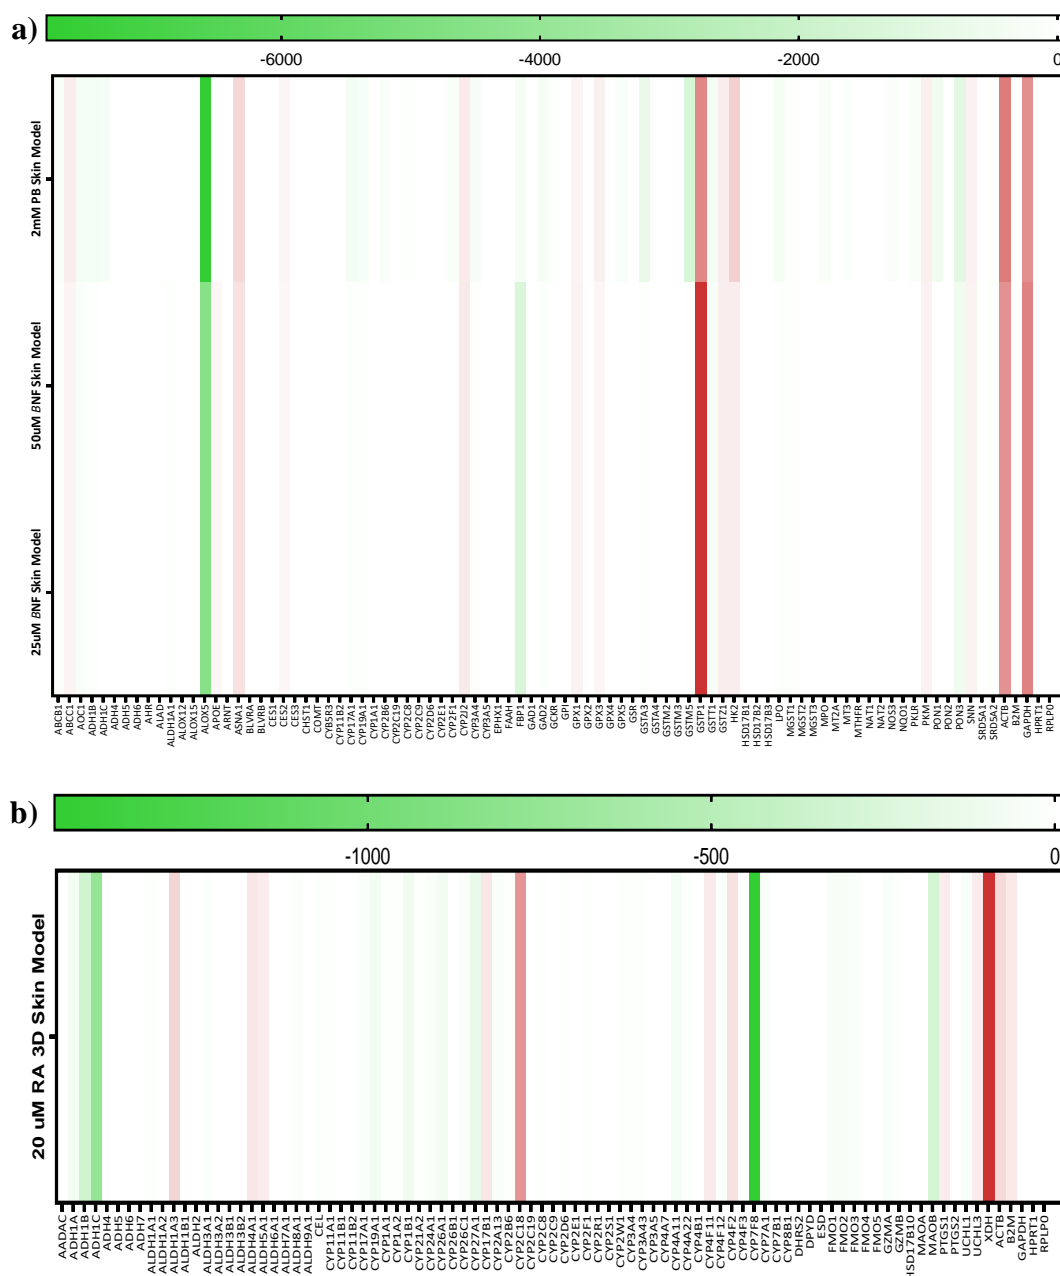 a)
-6000 -4000 -2000 0
2mM PB Skin Model
50uM BNF Skin Model
25uM BNF Skin Model
ABCB1
ABCC1
AOC1
ADH1B
ADH1C
ADH4
ADH5
ADH6
AHR
ALAD
ALDH1A1
ALOX12
ALOX15
ALOX5
APOE
ARNT
ASNA1
BLVRA
BLVRB
CES1
CES2
CES3
CHST1
COMT
CYB5R3
CYP11B2
CYP17A1
CYP19A1
CYP1A1
CYP2B6
CYP2C19
CYP2C8
CYP2C9
CYP2D6
CYP2E1
CYP2F1
CYP2J2
CYP3A4
CYP3A5
EPHX1
FAAH
FBP1
GAD1
GAD2
GCKR
GPI
GPX1
GPX2
GPX3
GPX4
GPX5
GSR
GSTA3
GSTA4
GSTM2
GSTM3
GSTM5
GSTP1
GSTT1
GSTZ1
HK2
HSD17B1
HSD17B2
HSD17B3
LPO
MGST1
MGST2
MGST3
MPO
MT2A
MT3
MTHFR
NAT1
NAT2
NOS3
NQO1
PKLR
PKM
PON1
PON2
PON3
SNN
SRD5A1
SRD5A2
ACTB
B2M
GAPDH
HPRT1
RPLP0
b)
-1000 -500 0
20 uM RA 3D Skin Model
AADAC
ADH1A
ADH1B
ADH1C
ADH4
ADH5
ADH6
ADH7
ALDH1A1
ALDH1A2
ALDH1A3
ALDH1B1
ALDH2
ALH3A1
ALDH3A2
ALDH3B1
ALDH3B2
ALH4A1
ALDH5A1
ALDH6A1
ALDH7A1
ALDH8A1
ALDH9A1
CEL
CYP11A1
CYP11B1
CYP11B2
CYP17A1
CYP19A1
CYP1A1
CYP1A2
CYP1B1
CYP21A2
CYP24A1
CYP26A1
CYP26B1
CYP26C1
CYP27A1
CYP17B1
CYP2A13
CYP2B6
CYP2C18
CYP2C19
CYP2C8
CYP2C9
CYP2D6
CYP2E1
CYP2F1
CYP2R1
CYP2S1
CYP2W1
CYP3A4
CYP3A43
CYP3A5
CYP4A7
CYP4A11
CYP4A22
CYP4B1
CYP4F11
CYP4F12
CYP4F2
CYP4F3
CYP7F8
CYP7A1
CYP7B1
CYP8B1
DHRS2
DPYD
ESD
FMO1
FMO2
FMO3
FMO4
FMO5
GZMA
GZMB
HSD17B10
MAOA
MAOB
PTGS1
PTGS2
UCHL1
UCHL3
XDH
ACTB
B2M
GAPDH
HPRT1
RPLP0